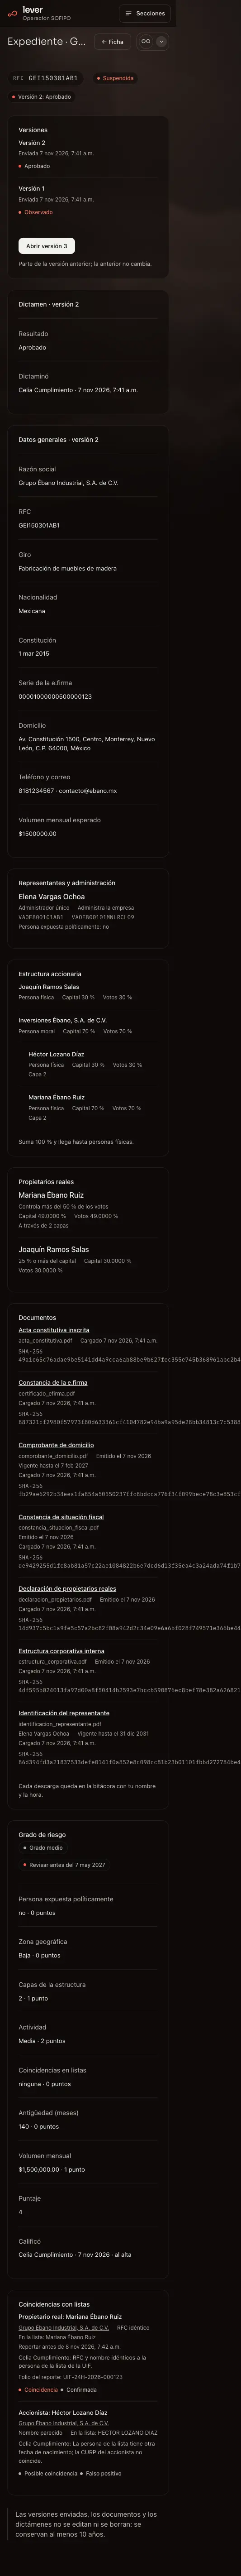 lever
Operación SOFIPO
Secciones
Expediente · G...
← Ficha
OO
RFC GEI150301AB1
Suspendida
Versión 2: Aprobado
Versiones
Versión 2
Enviada 7 nov 2026, 7:41 a.m.
Aprobado
Versión 1
Enviada 7 nov 2026, 7:41 a.m.
Observado
Abrir versión 3
Parte de la versión anterior; la anterior no cambia.
Dictamen · versión 2
Resultado
Aprobado
Dictaminó
Celia Cumplimiento · 7 nov 2026, 7:41 a.m.
Datos generales · versión 2
Razón social
Grupo Ébano Industrial, S.A. de C.V.
RFC
GEI150301AB1
Giro
Fabricación de muebles de madera
Nacionalidad
Mexicana
Constitución
1 mar 2015
Serie de la e.firma
00001000000500000123
Domicilio
Av. Constitución 1500, Centro, Monterrey, Nuevo
León, C.P. 64000, México
Teléfono y correo
8181234567 · contacto@ebano.mx
Volumen mensual esperado
$1500000.00
Representantes y administración
Elena Vargas Ochoa
Administrador único Administra la empresa
VAOE800101AB1 VAOE800101MNLRCL09
Persona expuesta políticamente: no
Estructura accionaria
Joaquín Ramos Salas
Persona física Capital 30 % Votos 30 %
Inversiones Ébano, S.A. de C.V.
Persona moral Capital 70 % Votos 70 %
Héctor Lozano Díaz
Persona física Capital 30 % Votos 30 %
Capa 2
Mariana Ébano Ruiz
Persona física Capital 70 % Votos 70 %
Capa 2
Suma 100 % y llega hasta personas físicas.
Propietarios reales
Mariana Ébano Ruiz
Controla más del 50 % de los votos
Capital 49.0000 % Votos 49.0000 %
A través de 2 capas
Joaquín Ramos Salas
25 % o más del capital Capital 30.0000 %
Votos 30.0000 %
Documentos
Acta constitutiva inscrita
acta_constitutiva.pdf Cargado 7 nov 2026, 7:41 a.m.
SHA-256
Constancia de la e.firma
certificado_efirma.pdf
Cargado 7 nov 2026, 7:41 a.m.
SHA-256
Comprobante de domicilio
comprobante_domicilio.pdf Emitido el 7 nov 2026
Vigente hasta el 7 feb 2027
Cargado 7 nov 2026, 7:41 a.m.
SHA-256
Constancia de situación fiscal
constancia_situacion_fiscal.pdf
Emitido el 7 nov 2026
Cargado 7 nov 2026, 7:41 a.m.
SHA-256
Declaración de propietarios reales
declaracion_propietarios.pdf Emitido el 7 nov 2026
Cargado 7 nov 2026, 7:41 a.m.
SHA-256
Estructura corporativa interna
estructura_corporativa.pdf Emitido el 7 nov 2026
Cargado 7 nov 2026, 7:41 a.m.
SHA-256
Identificación del representante
identificacion_representante.pdf
Elena Vargas Ochoa Vigente hasta el 31 dic 2031
Cargado 7 nov 2026, 7:41 a.m.
SHA-256
Cada descarga queda en la bitácora con tu nombre
y la hora.
Grado de riesgo
Grado medio
Revisar antes del 7 may 2027
Persona expuesta políticamente
no · 0 puntos
Zona geográfica
Baja · 0 puntos
Capas de la estructura
2 · 1 punto
Actividad
Media · 2 puntos
Coincidencias en listas
ninguna · 0 puntos
Antigüedad (meses)
140 · 0 puntos
Volumen mensual
$1,500,000.00 · 1 punto
Puntaje
4
Calificó
Celia Cumplimiento · 7 nov 2026 · al alta
Coincidencias con listas
Propietario real: Mariana Ébano Ruiz
Grupo Ébano Industrial, S.A. de C.V. RFC idéntico
En la lista: Mariana Ébano Ruiz
Reportar antes de 8 nov 2026, 7:42 a.m.
Celia Cumplimiento: RFC y nombre idénticos a la
persona de la lista de la UIF.
Folio del reporte: UIF-24H-2026-000123
Coincidencia Confirmada
Accionista: Héctor Lozano Díaz
Grupo Ébano Industrial, S.A. de C.V.
Nombre parecido En la lista: HECTOR LOZANO DIAZ
Celia Cumplimiento: La persona de la lista tiene otra
fecha de nacimiento; la CURP del accionista no
coincide.
Posible coincidencia Falso positivo
Las versiones enviadas, los documentos y los
dictámenes no se editan ni se borran: se
conservan al menos 10 años.